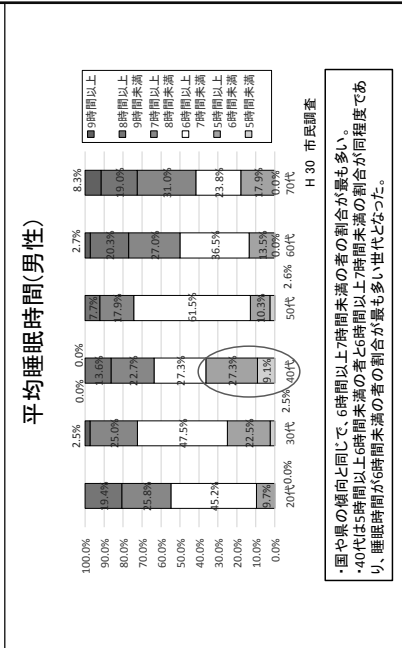 平均睡眠時間(男性)
100.0%
90.0%
80.0%
70.0%
60.0%
50.0%
40.0%
30.0%
20.0%
10.0%
0.0%
19.4%
25.8%
45.2%
9.7%
0.0%
20代
2.5%
25.0%
47.5%
22.5%
2.5%
30代
0.0%
13.6%
22.7%
27.3%
27.3%
9.1%
40代
0.0%
7.7%
17.9%
61.5%
10.3%
2.6%
50代
2.7%
20.3%
27.0%
36.5%
13.5%
0.0%
60代
8.3%
19.0%
31.0%
23.8%
17.9%
0.0%
70代
9時間以上
8時間以上
9時間未満
7時間以上
8時間未満
6時間以上
7時間未満
5時間以上
6時間未満
5時間未満
H 30 市民調査
・国や県の傾向と同じで、6時間以上7時間未満の者の割合が最も多い。
・40代は5時間以上6時間未満の者と6時間以上7時間未満の割合が同程度であ
り、睡眠時間が6時間未満の者の割合が最も多い世代となった。